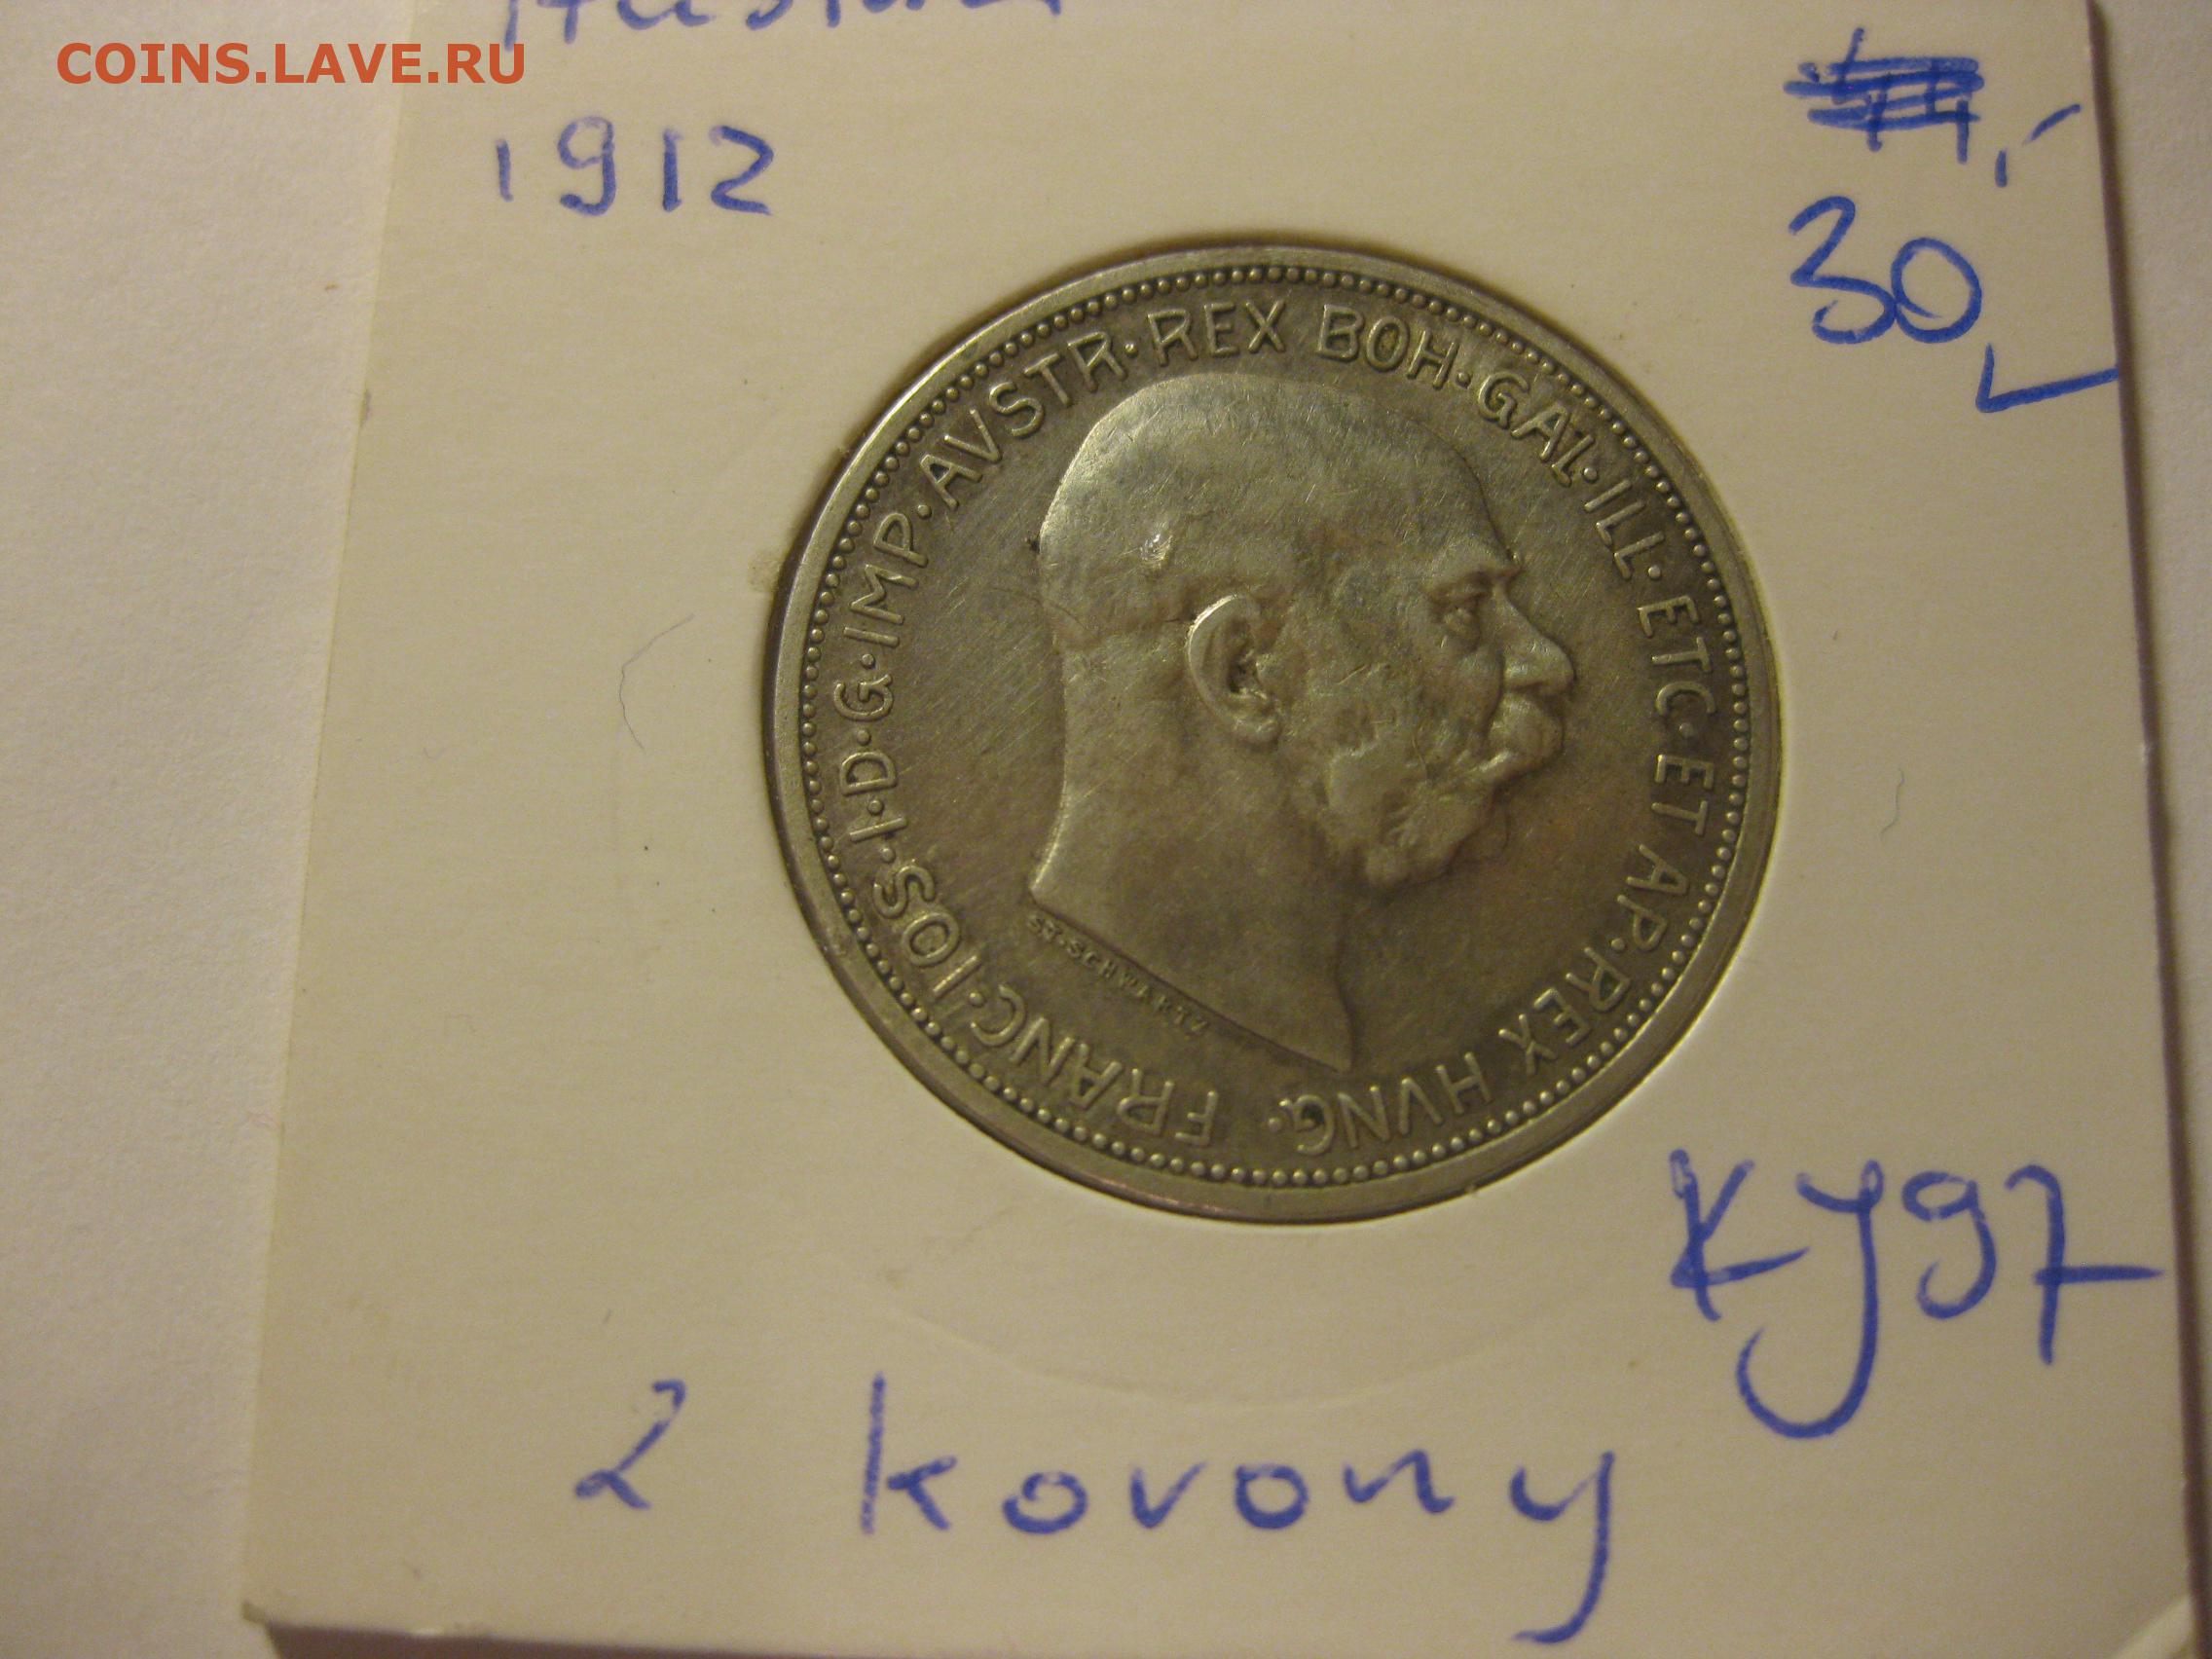 COINS.LAVE.RU
1912
30,-
FRANC·IOS·I·D·G·IMP·AVSTR·REX BOH·GAL·ILL·ETC·ET AP·REX HVNG·
ST·SCHWARTZ
Ky97
2 korony